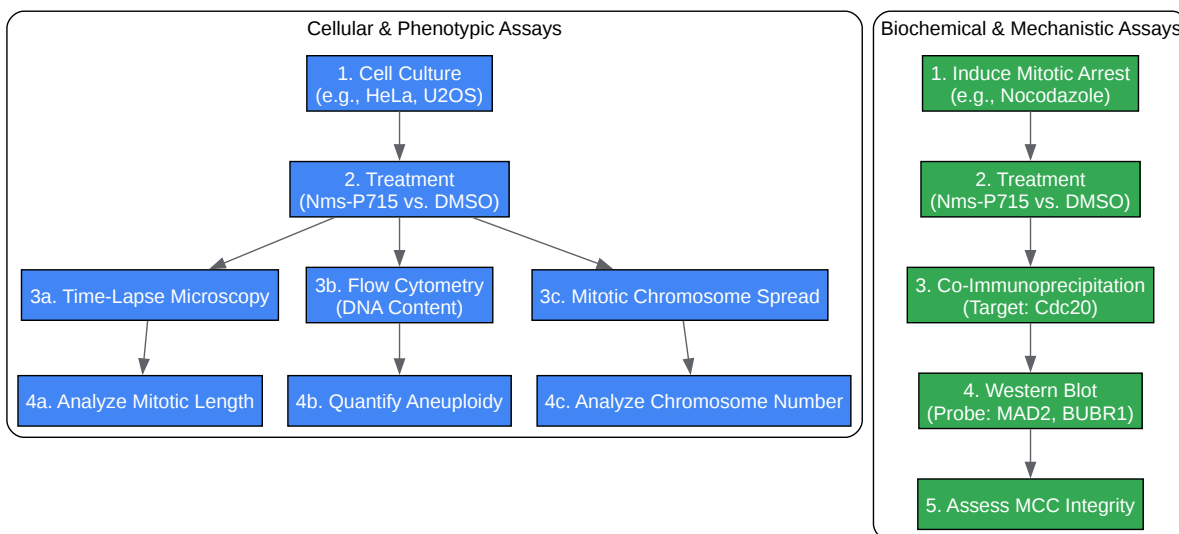 Cellular & Phenotypic Assays
1. Cell Culture
(e.g., HeLa, U2OS)
2. Treatment
(Nms-P715 vs. DMSO)
3a. Time-Lapse Microscopy
3b. Flow Cytometry
(DNA Content)
3c. Mitotic Chromosome Spread
4a. Analyze Mitotic Length
4b. Quantify Aneuploidy
4c. Analyze Chromosome Number
Biochemical & Mechanistic Assays
1. Induce Mitotic Arrest
(e.g., Nocodazole)
2. Treatment
(Nms-P715 vs. DMSO)
3. Co-Immunoprecipitation
(Target: Cdc20)
4. Western Blot
(Probe: MAD2, BUBR1)
5. Assess MCC Integrity